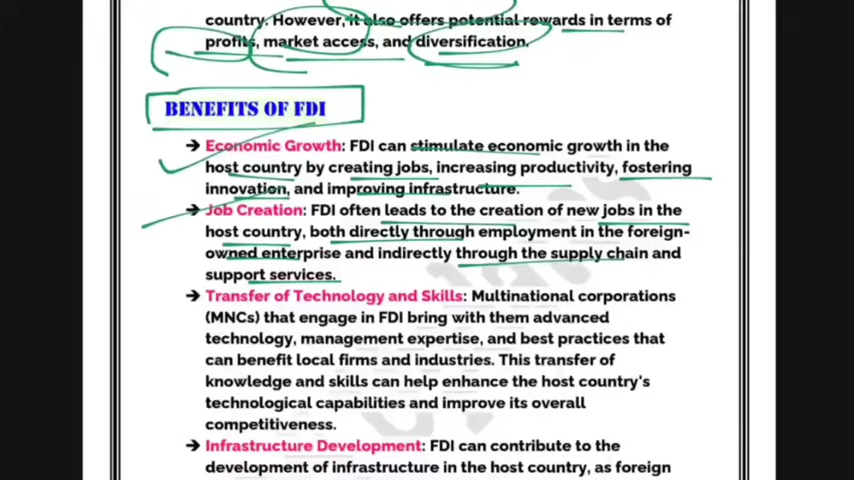 country. However, it also offers potential rewards in terms of
profits, market access, and diversification.
BENEFITS OF FDI
→ Economic Growth: FDI can stimulate economic growth in the
host country by creating jobs, increasing productivity, fostering
innovation, and improving infrastructure.
→ Job Creation: FDI often leads to the creation of new jobs in the
host country, both directly through employment in the foreign-
owned enterprise and indirectly through the supply chain and
support services.
→ Transfer of Technology and Skills: Multinational corporations
(MNCs) that engage in FDI bring with them advanced
technology, management expertise, and best practices that
can benefit local firms and industries. This transfer of
knowledge and skills can help enhance the host country's
technological capabilities and improve its overall
competitiveness.
→ Infrastructure Development: FDI can contribute to the
development of infrastructure in the host country, as foreign